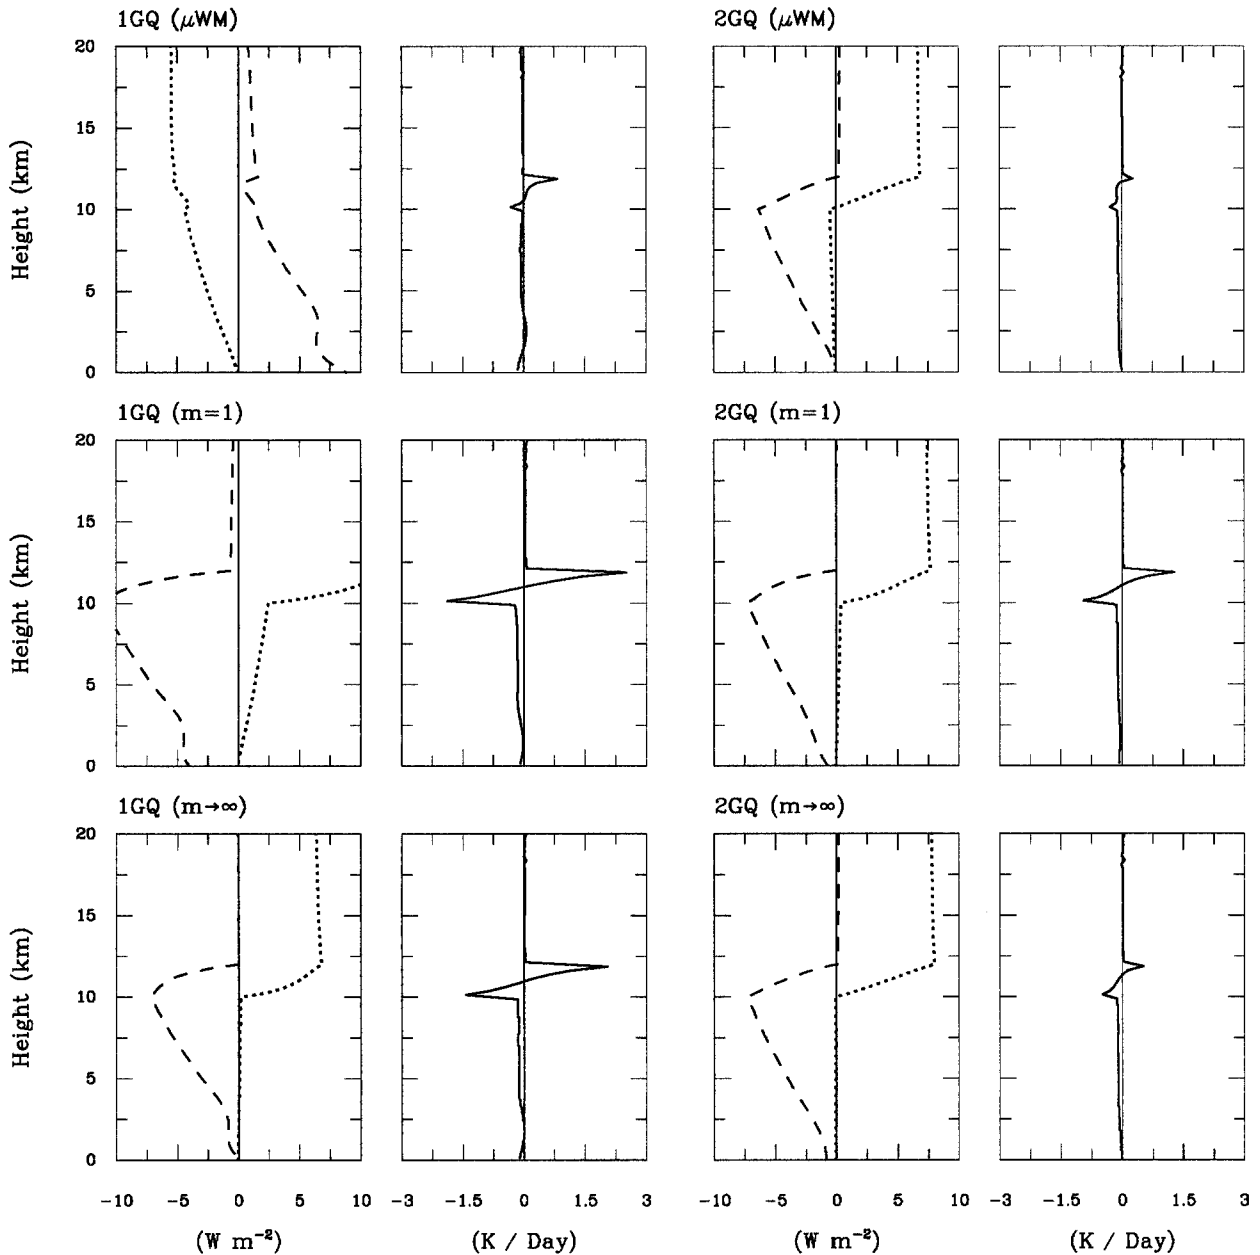 1GQ (μWM)
2GQ (μWM)
20
15
10
5
0
Height (km)
1GQ (m=1)
2GQ (m=1)
20
15
10
5
0
Height (km)
1GQ (m→∞)
2GQ (m→∞)
20
15
10
5
0
Height (km)
-10 -5 0 5 10
-3 -1.5 0 1.5 3
-10 -5 0 5 10
-3 -1.5 0 1.5 3
(W m⁻²)
(K / Day)
(W m⁻²)
(K / Day)